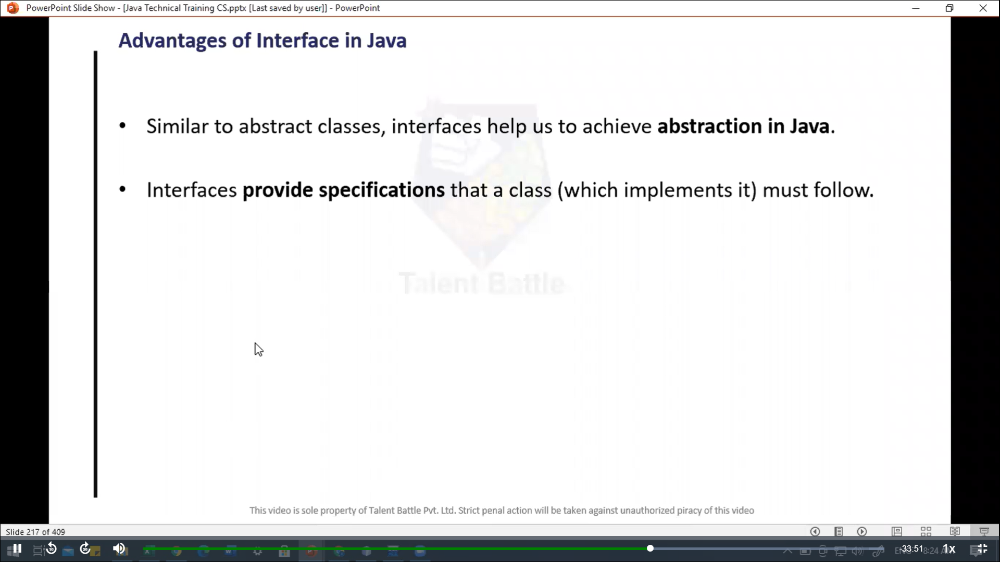 PowerPoint Slide Show - [Java Technical Training CS.pptx [Last saved by user]] - PowerPoint
Advantages of Interface in Java
• Similar to abstract classes, interfaces help us to achieve abstraction in Java.
• Interfaces provide specifications that a class (which implements it) must follow.
Talent Battle
This video is sole property of Talent Battle Pvt. Ltd. Strict penal action will be taken against unauthorized piracy of this video
Slide 217 of 409
10 30 -33:51 1x